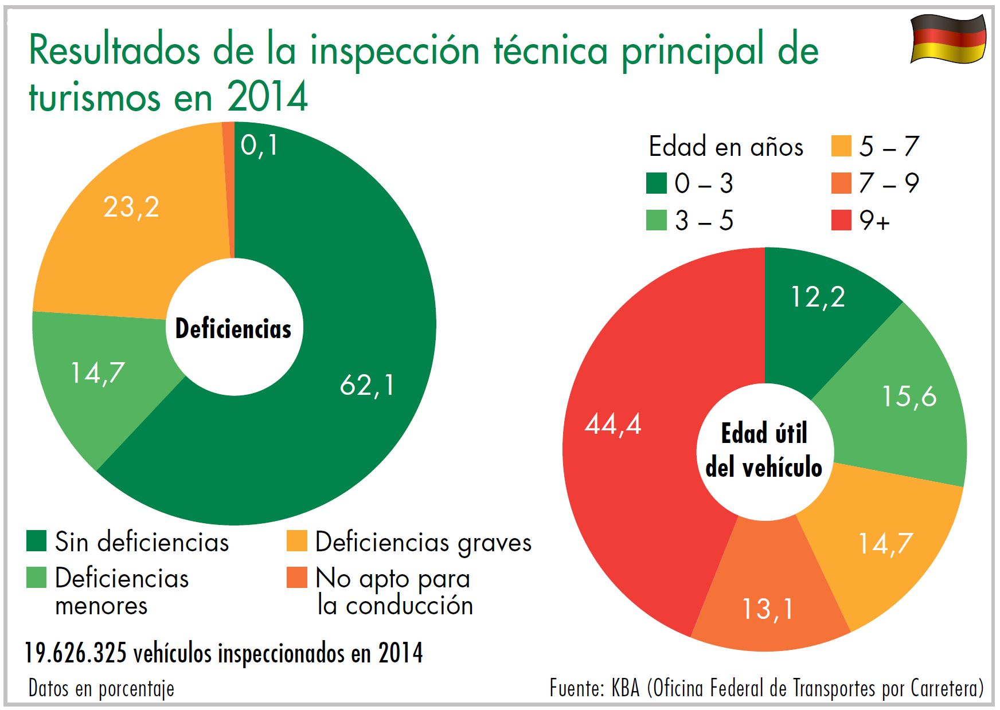 Resultados de la inspección técnica principal de
turismos en 2014
0,1
23,2
14,7
62,1
Deficiencias
Sin deficiencias
Deficiencias
menores
Deficiencias graves
No apto para
la conducción
Edad en años
0 – 3
3 – 5
5 – 7
7 – 9
9+
12,2
15,6
44,4
14,7
13,1
Edad útil
del vehículo
19.626.325 vehículos inspeccionados en 2014
Datos en porcentaje
Fuente: KBA (Oficina Federal de Transportes por Carretera)